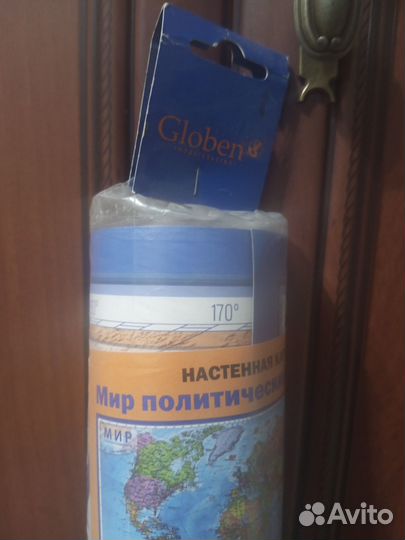 Globen
170°
НАСТЕННАЯ
Мир политическ
МИР
Avito